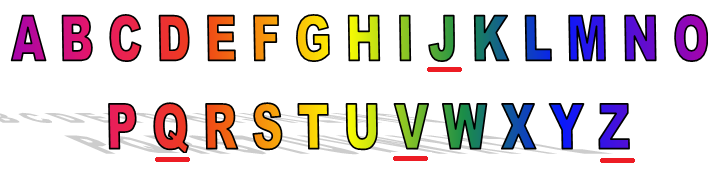 A B C D E F G H I J K L M N O
P Q R S T U V W X Y Z